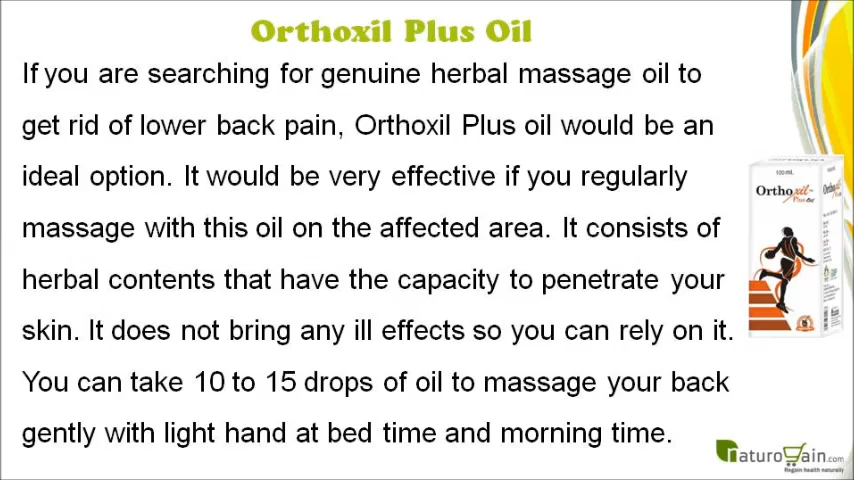 Orthoxil Plus Oil
If you are searching for genuine herbal massage oil to
get rid of lower back pain, Orthoxil Plus oil would be an
ideal option. It would be very effective if you regularly
massage with this oil on the affected area. It consists of
herbal contents that have the capacity to penetrate your
skin. It does not bring any ill effects so you can rely on it.
You can take 10 to 15 drops of oil to massage your back
gently with light hand at bed time and morning time.
100 mL
Orthoxil
Plus Oil
Orthoxil
naturogain.com
Regain health naturally